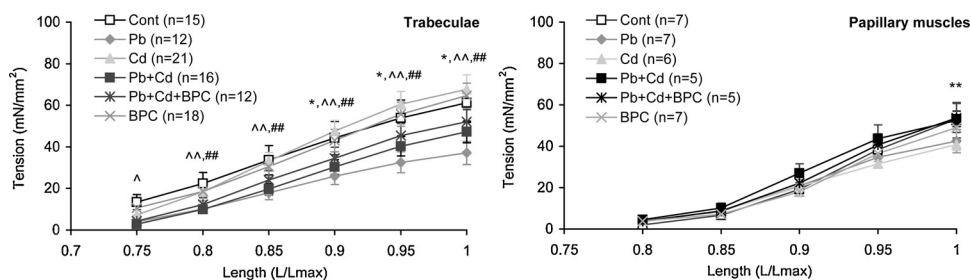 Trabeculae
Tension (mN/mm²)
100
80
60
40
20
0
Cont (n=15)
Pb (n=12)
Cd (n=21)
Pb+Cd (n=16)
Pb+Cd+BPC (n=12)
BPC (n=18)
^
^^,##
^^,##
*,^^,##
*,^^,##
*,^^,##
0.7
0.75
0.8
0.85
0.9
0.95
1
Length (L/Lmax)
Papillary muscles
Tension (mN/mm²)
100
80
60
40
20
0
Cont (n=7)
Pb (n=7)
Cd (n=6)
Pb+Cd (n=5)
Pb+Cd+BPC (n=5)
BPC (n=7)
**
0.75
0.8
0.85
0.9
0.95
1
Length (L/Lmax)